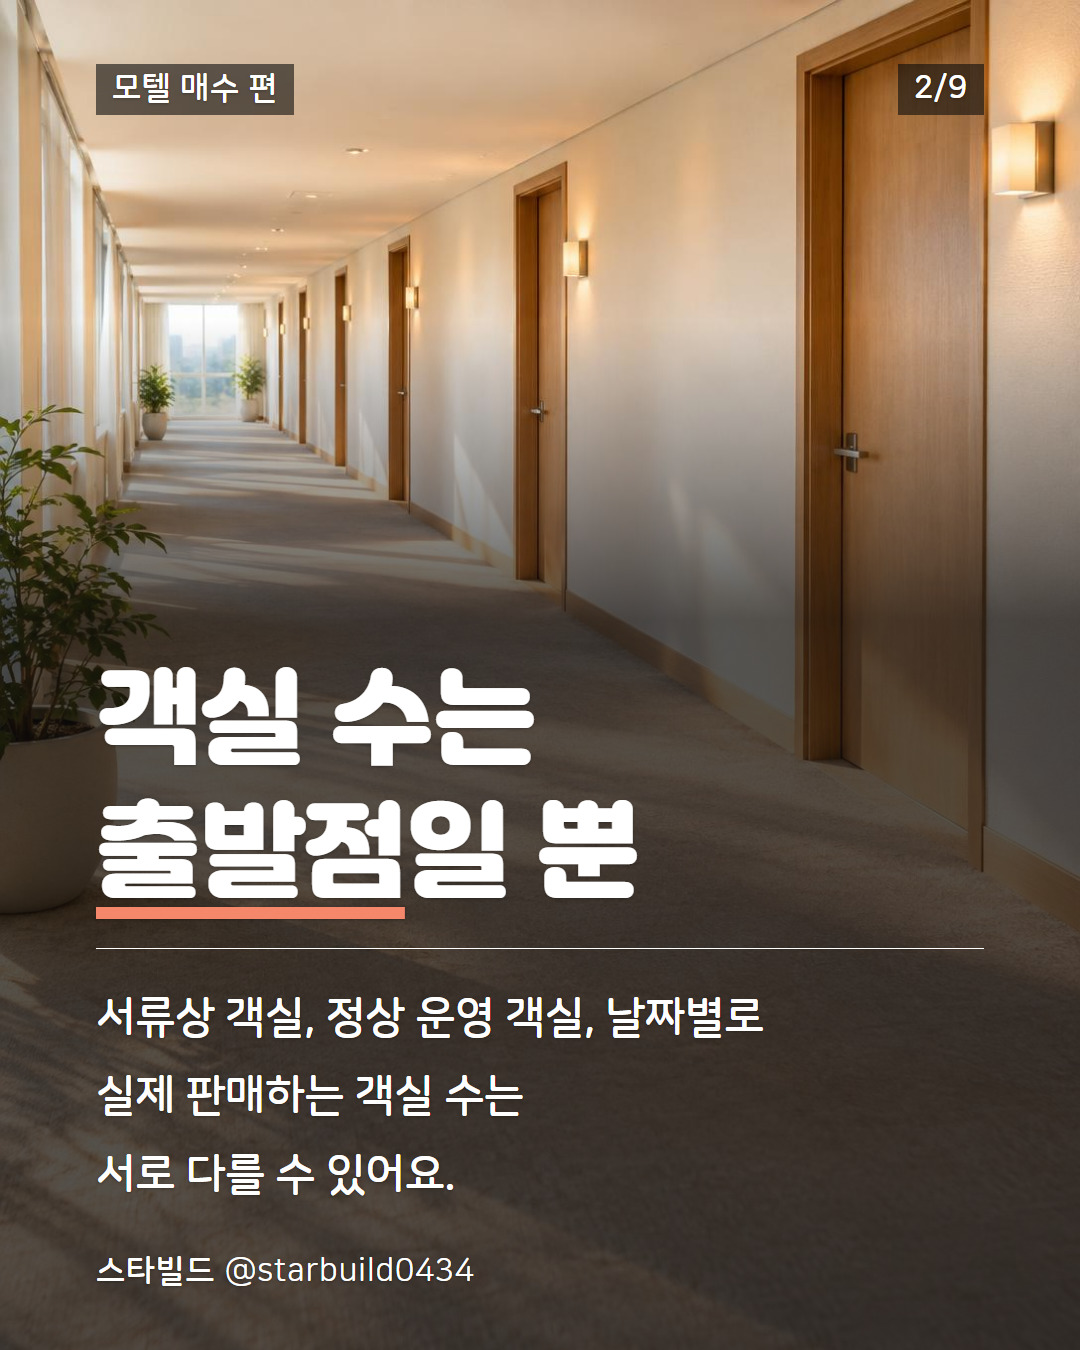 모텔 매수 편
2/9
객실 수는
출발점일 뿐
서류상 객실, 정상 운영 객실, 날짜별로
실제 판매하는 객실 수는
서로 다를 수 있어요.
스타빌드 @starbuild0434